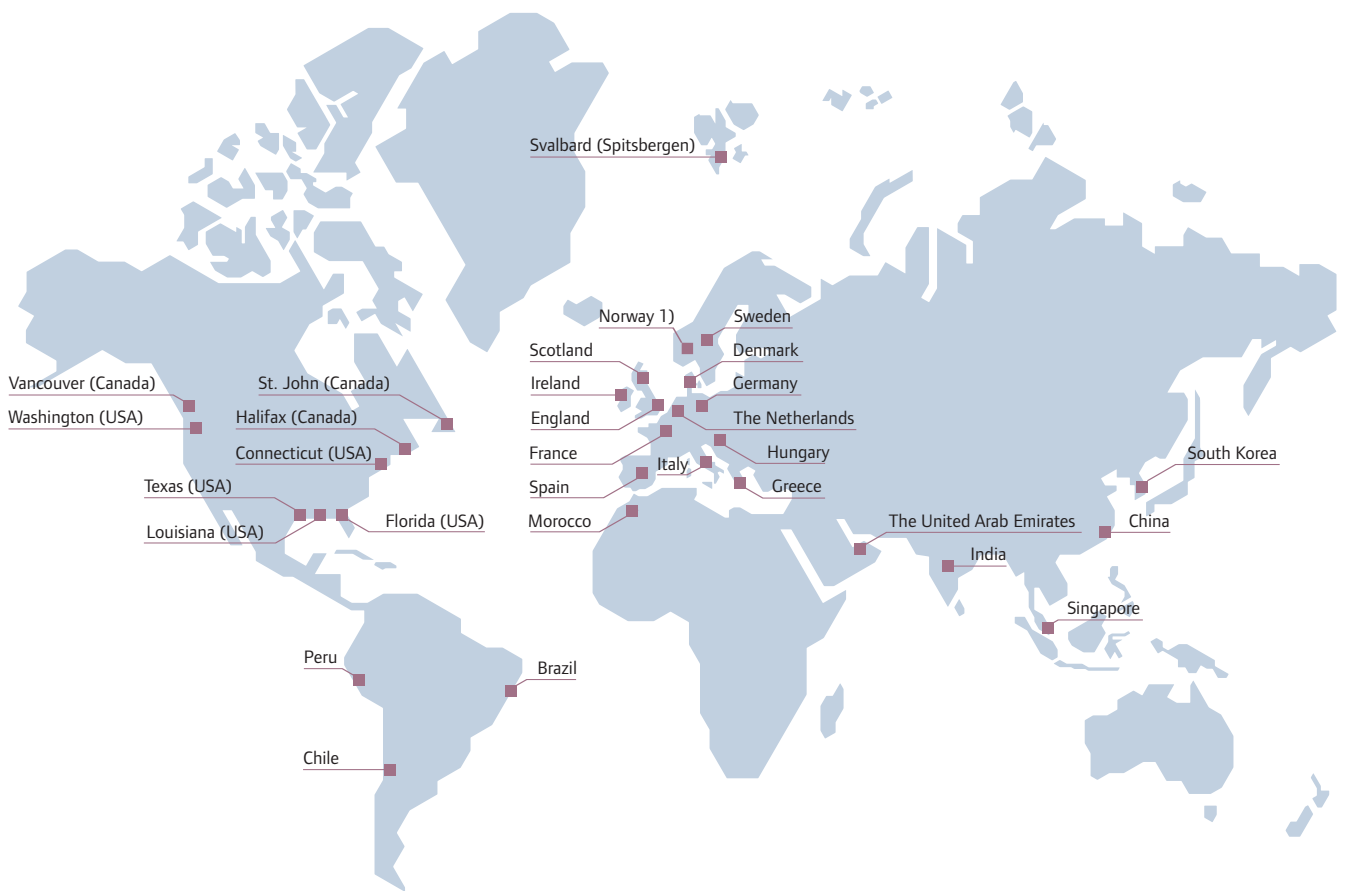 Svalbard (Spitsbergen)
Norway 1)
Sweden
Scotland
Denmark
Vancouver (Canada)
St. John (Canada)
Ireland
Germany
Washington (USA)
Halifax (Canada)
England
The Netherlands
Connecticut (USA)
France
Italy
Hungary
South Korea
Texas (USA)
Spain
Greece
Louisiana (USA)
Florida (USA)
Morocco
The United Arab Emirates
China
India
Singapore
Peru
Brazil
Chile